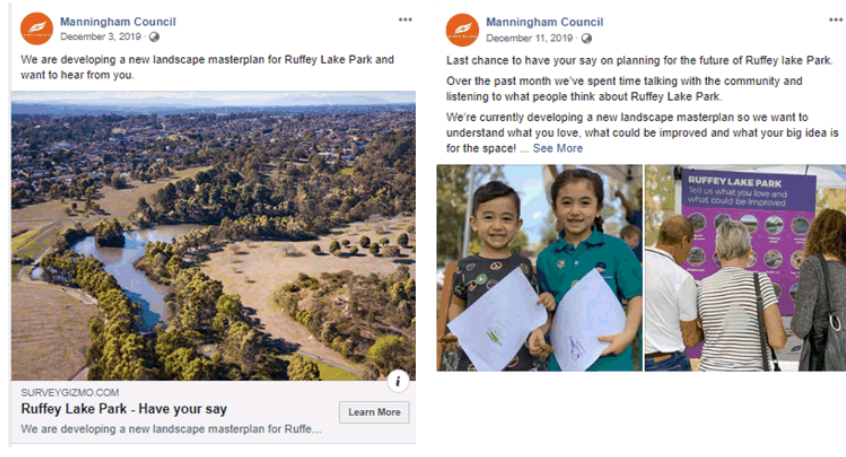 Manningham Council
December 3, 2019 ·
We are developing a new landscape masterplan for Ruffey Lake Park and
want to hear from you.
SURVEYGIZMO.COM
Ruffey Lake Park - Have your say
We are developing a new landscape masterplan for Ruffe...
Learn More
Manningham Council
December 11, 2019 ·
Last chance to have your say on planning for the future of Ruffey lake Park.
Over the past month we've spent time talking with the community and
listening to what people think about Ruffey Lake Park.
We're currently developing a new landscape masterplan so we want to
understand what you love, what could be improved and what your big idea is
for the space! ... See More
RUFFEY LAKE PARK
Tell us what you love and
what could be improved